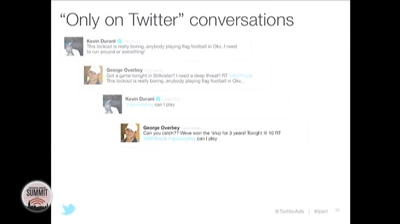 “Only on Twitter” conversations
Kevin Durant
This lockout is really boring, anybody playing flag football in Okc. I need
to run around or something!
George Overbey
Got a game tonight in Stillwater!! I need a deep threat!! RT
This lockout is really boring, anybody playing flag football in Okc..
Kevin Durant
can I play
George Overbey
Can you catch?? Weve won the 'ship for 3 years! Tonight @ 10 RT
can I play
SUMMIT
@TwitterAds | #tpart